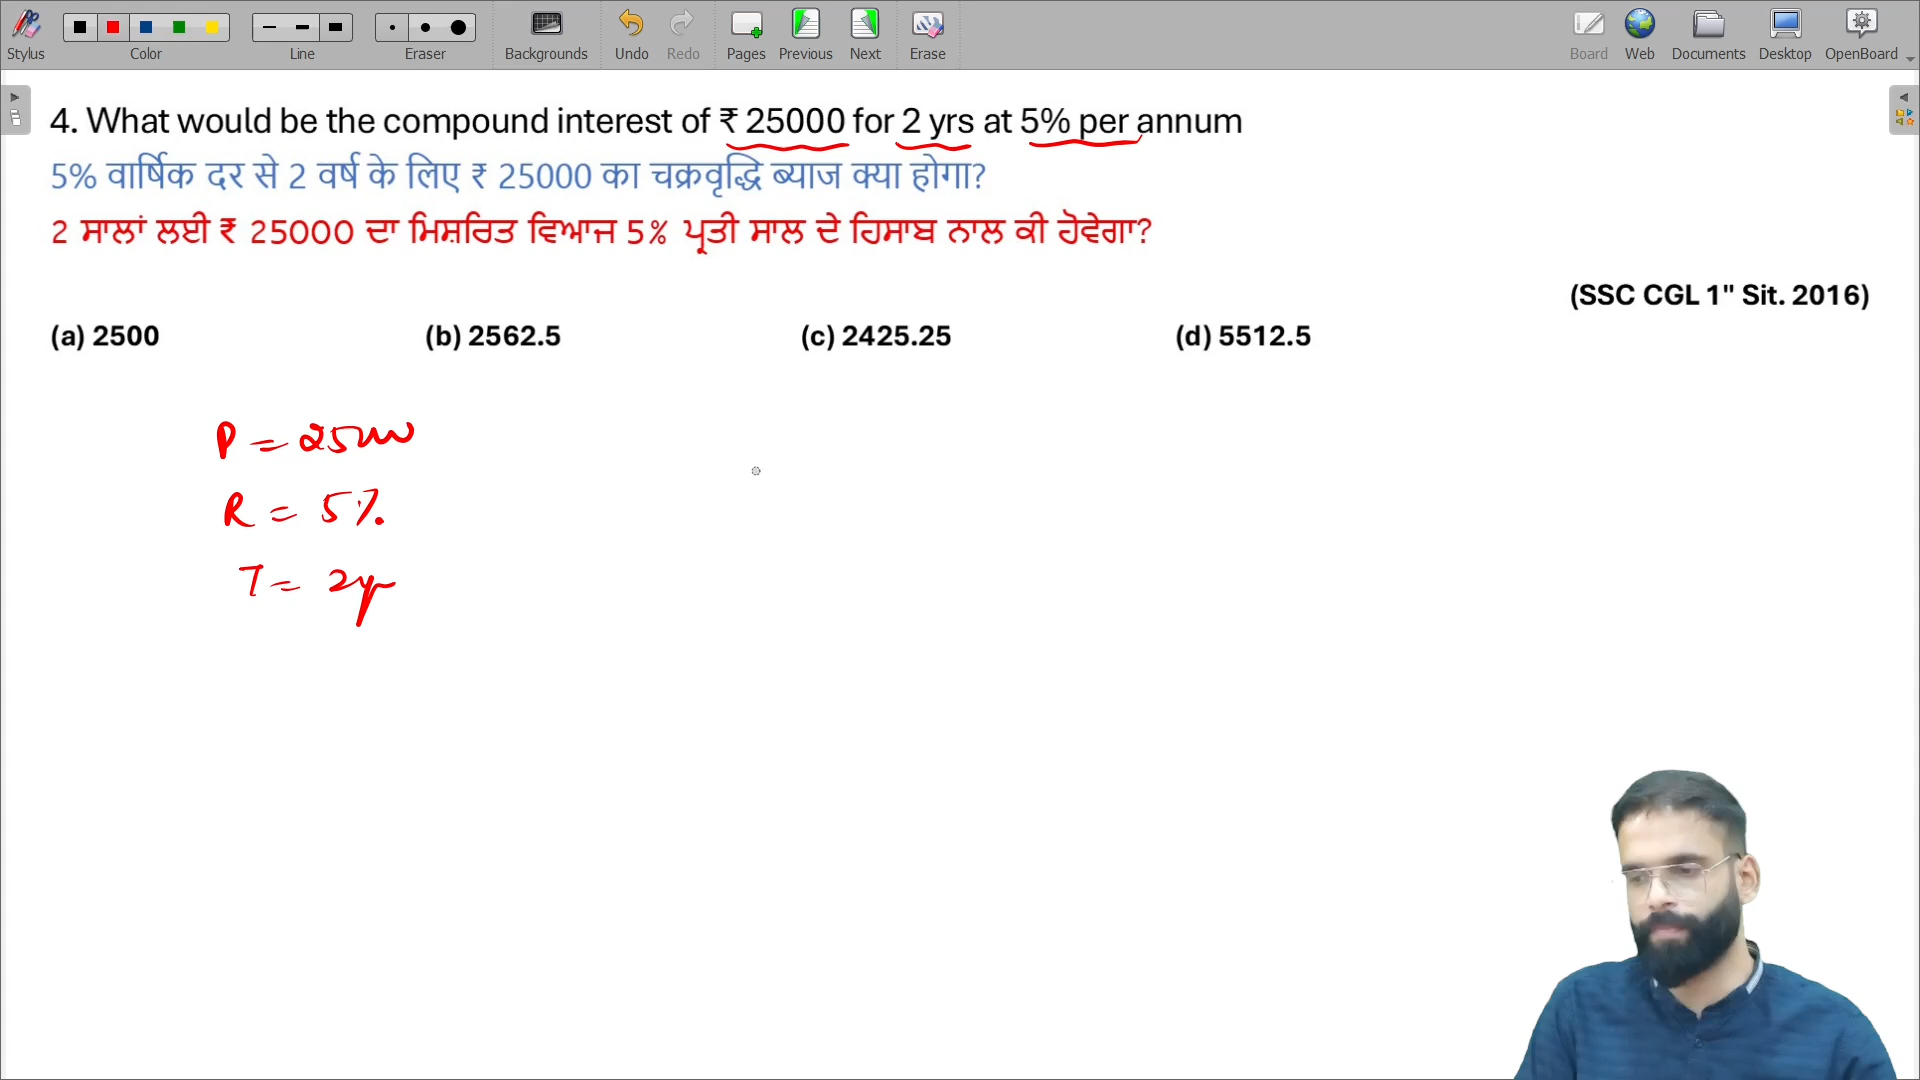 Stylus Color Line Eraser Backgrounds Undo Redo Pages Previous Next Erase Board Web Documents Desktop OpenBoard
4. What would be the compound interest of ₹ 25000 for 2 yrs at 5% per annum
5% वार्षिक दर से 2 वर्ष के लिए ₹ 25000 का चक्रवृद्धि ब्याज क्या होगा?
2 ਸਾਲਾਂ ਲਈ ₹ 25000 ਦਾ ਮਿਸ਼ਰਿਤ ਵਿਆਜ 5% ਪ੍ਰਤੀ ਸਾਲ ਦੇ ਹਿਸਾਬ ਨਾਲ ਕੀ ਹੋਵੇਗਾ?
(SSC CGL 1" Sit. 2016)
(a) 2500 (b) 2562.5 (c) 2425.25 (d) 5512.5
P = 25000
R = 5%
T = 2yr